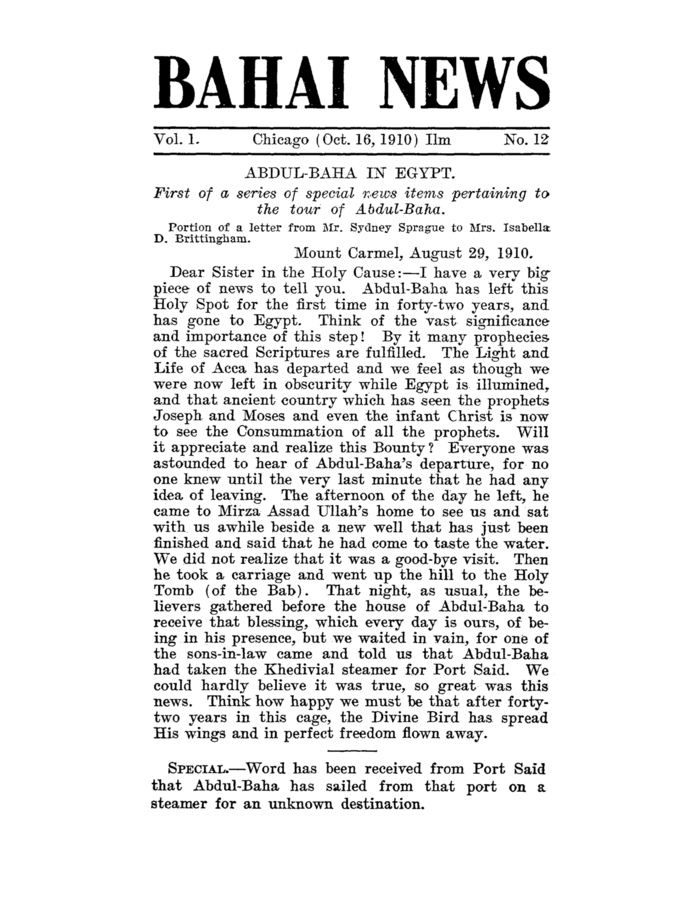 BAHAI NEWS
Vol. 1. Chicago (Oct. 16, 1910) Ilm No. 12
ABDUL-BAHA IN EGYPT.
First of a series of special news items pertaining to
the tour of Abdul-Baha.
Portion of a letter from Mr. Sydney Sprague to Mrs. Isabella
D. Brittingham.
Mount Carmel, August 29, 1910.
Dear Sister in the Holy Cause:—I have a very big
piece of news to tell you. Abdul-Baha has left this
Holy Spot for the first time in forty-two years, and
has gone to Egypt. Think of the vast significance
and importance of this step! By it many prophecies
of the sacred Scriptures are fulfilled. The Light and
Life of Acca has departed and we feel as though we
were now left in obscurity while Egypt is illumined,
and that ancient country which has seen the prophets
Joseph and Moses and even the infant Christ is now
to see the Consummation of all the prophets. Will
it appreciate and realize this Bounty? Everyone was
astounded to hear of Abdul-Baha's departure, for no
one knew until the very last minute that he had any
idea of leaving. The afternoon of the day he left, he
came to Mirza Assad Ullah's home to see us and sat
with us awhile beside a new well that has just been
finished and said that he had come to taste the water.
We did not realize that it was a good-bye visit. Then
he took a carriage and went up the hill to the Holy
Tomb (of the Bab). That night, as usual, the be-
lievers gathered before the house of Abdul-Baha to
receive that blessing, which every day is ours, of be-
ing in his presence, but we waited in vain, for one of
the sons-in-law came and told us that Abdul-Baha
had taken the Khedivial steamer for Port Said. We
could hardly believe it was true, so great was this
news. Think how happy we must be that after forty-
two years in this cage, the Divine Bird has spread
His wings and in perfect freedom flown away.
SPECIAL.—Word has been received from Port Said
that Abdul-Baha has sailed from that port on a
steamer for an unknown destination.